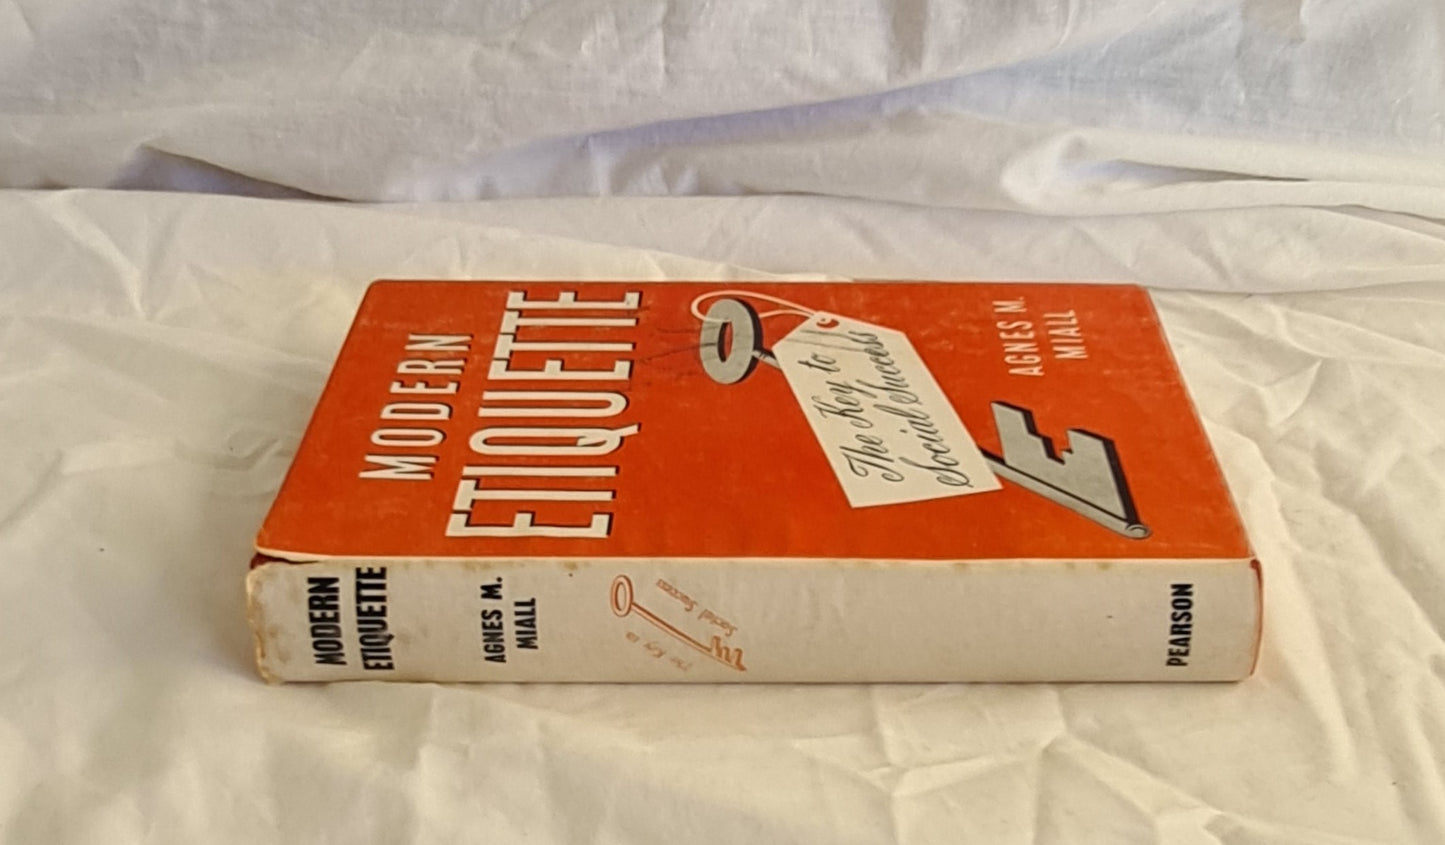 MODERN
ETIQUETTE
The Key to
Social Success
AGNES M.
MIALL
MODERN
ETIQUETTE
AGNES M.
MIALL
The Key to
Social Success
PEARSON